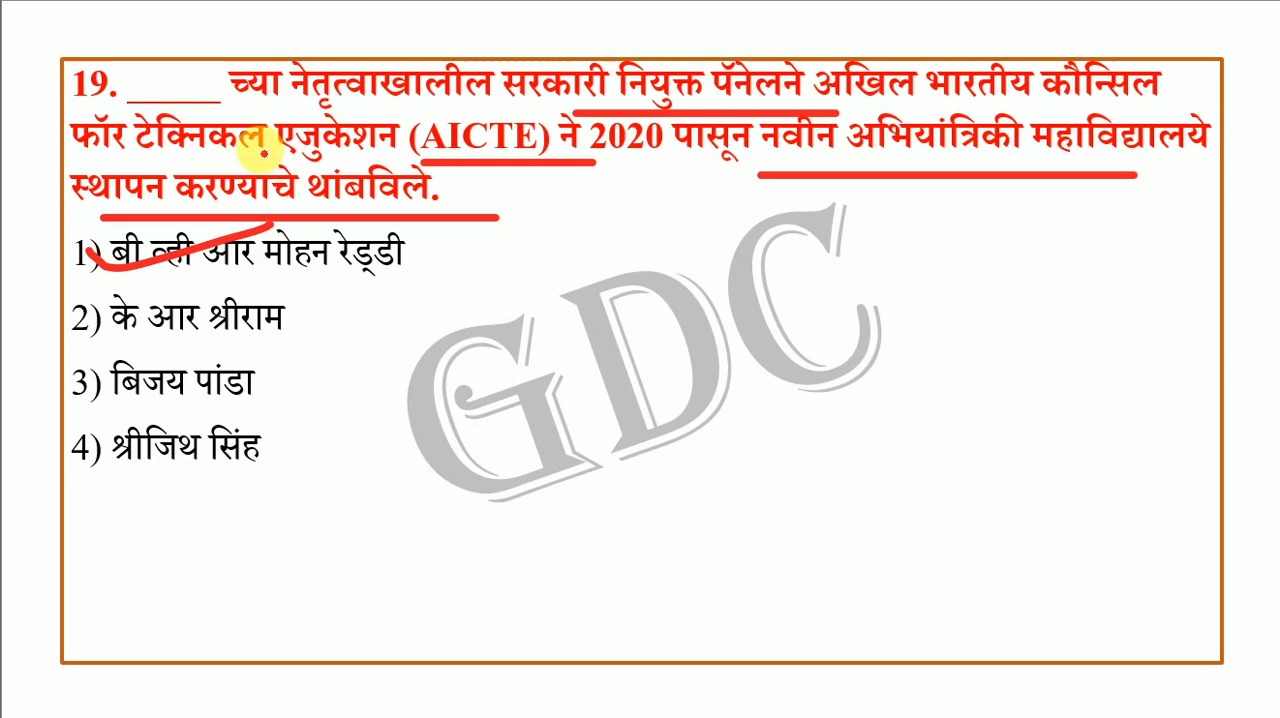 19. _____ च्या नेतृत्वाखालील सरकारी नियुक्त पॅनेलने अखिल भारतीय कौन्सिल
फॉर टेक्निकल एजुकेशन (AICTE) ने 2020 पासून नवीन अभियांत्रिकी महाविद्यालये
स्थापन करण्याचे थांबविले.
1) बी व्ही आर मोहन रेड्डी
2) के आर श्रीराम
3) बिजय पांडा
4) श्रीजिथ सिंह
GDC